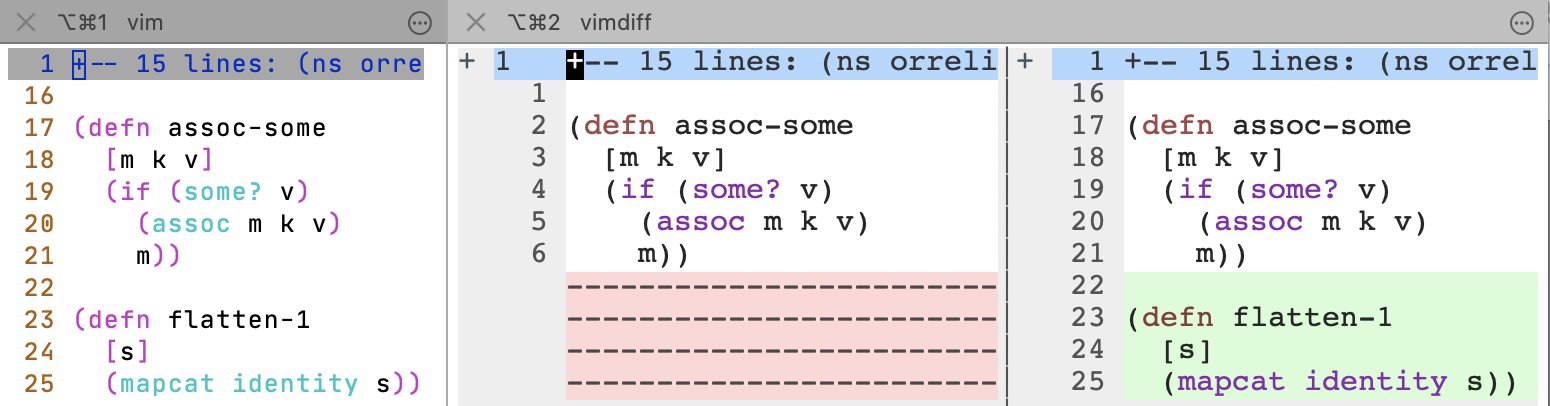 ⌥⌘1 vim
1 +-- 15 lines: (ns orre
16
17 (defn assoc-some
18 [m k v]
19 (if (some? v)
20 (assoc m k v)
21 m))
22
23 (defn flatten-1
24 [s]
25 (mapcat identity s))
⌥⌘2 vimdiff
+ 1 +-- 15 lines: (ns orreli
1
2 (defn assoc-some
3 [m k v]
4 (if (some? v)
5 (assoc m k v)
6 m))
------------------------
------------------------
------------------------
------------------------
+ 1 +-- 15 lines: (ns orrel
16
17 (defn assoc-some
18 [m k v]
19 (if (some? v)
20 (assoc m k v)
21 m))
22
23 (defn flatten-1
24 [s]
25 (mapcat identity s))